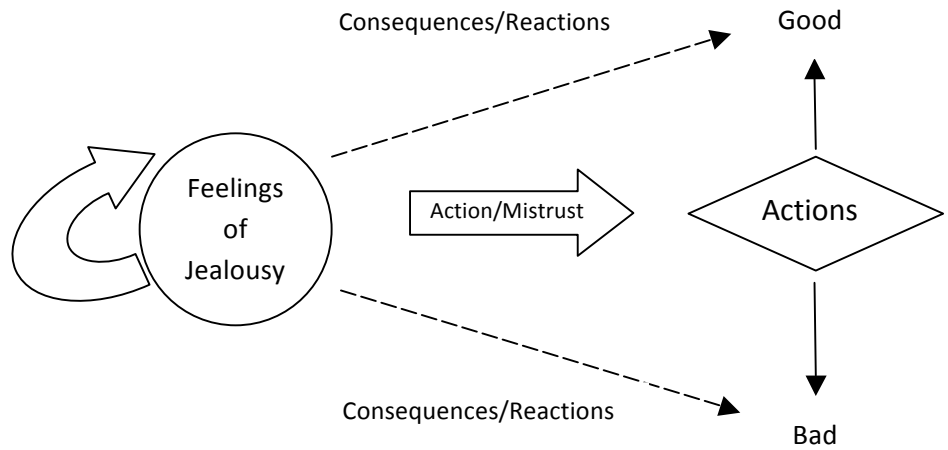 Consequences/Reactions
Good
Feelings
of
Jealousy
Action/Mistrust
Actions
Consequences/Reactions
Bad